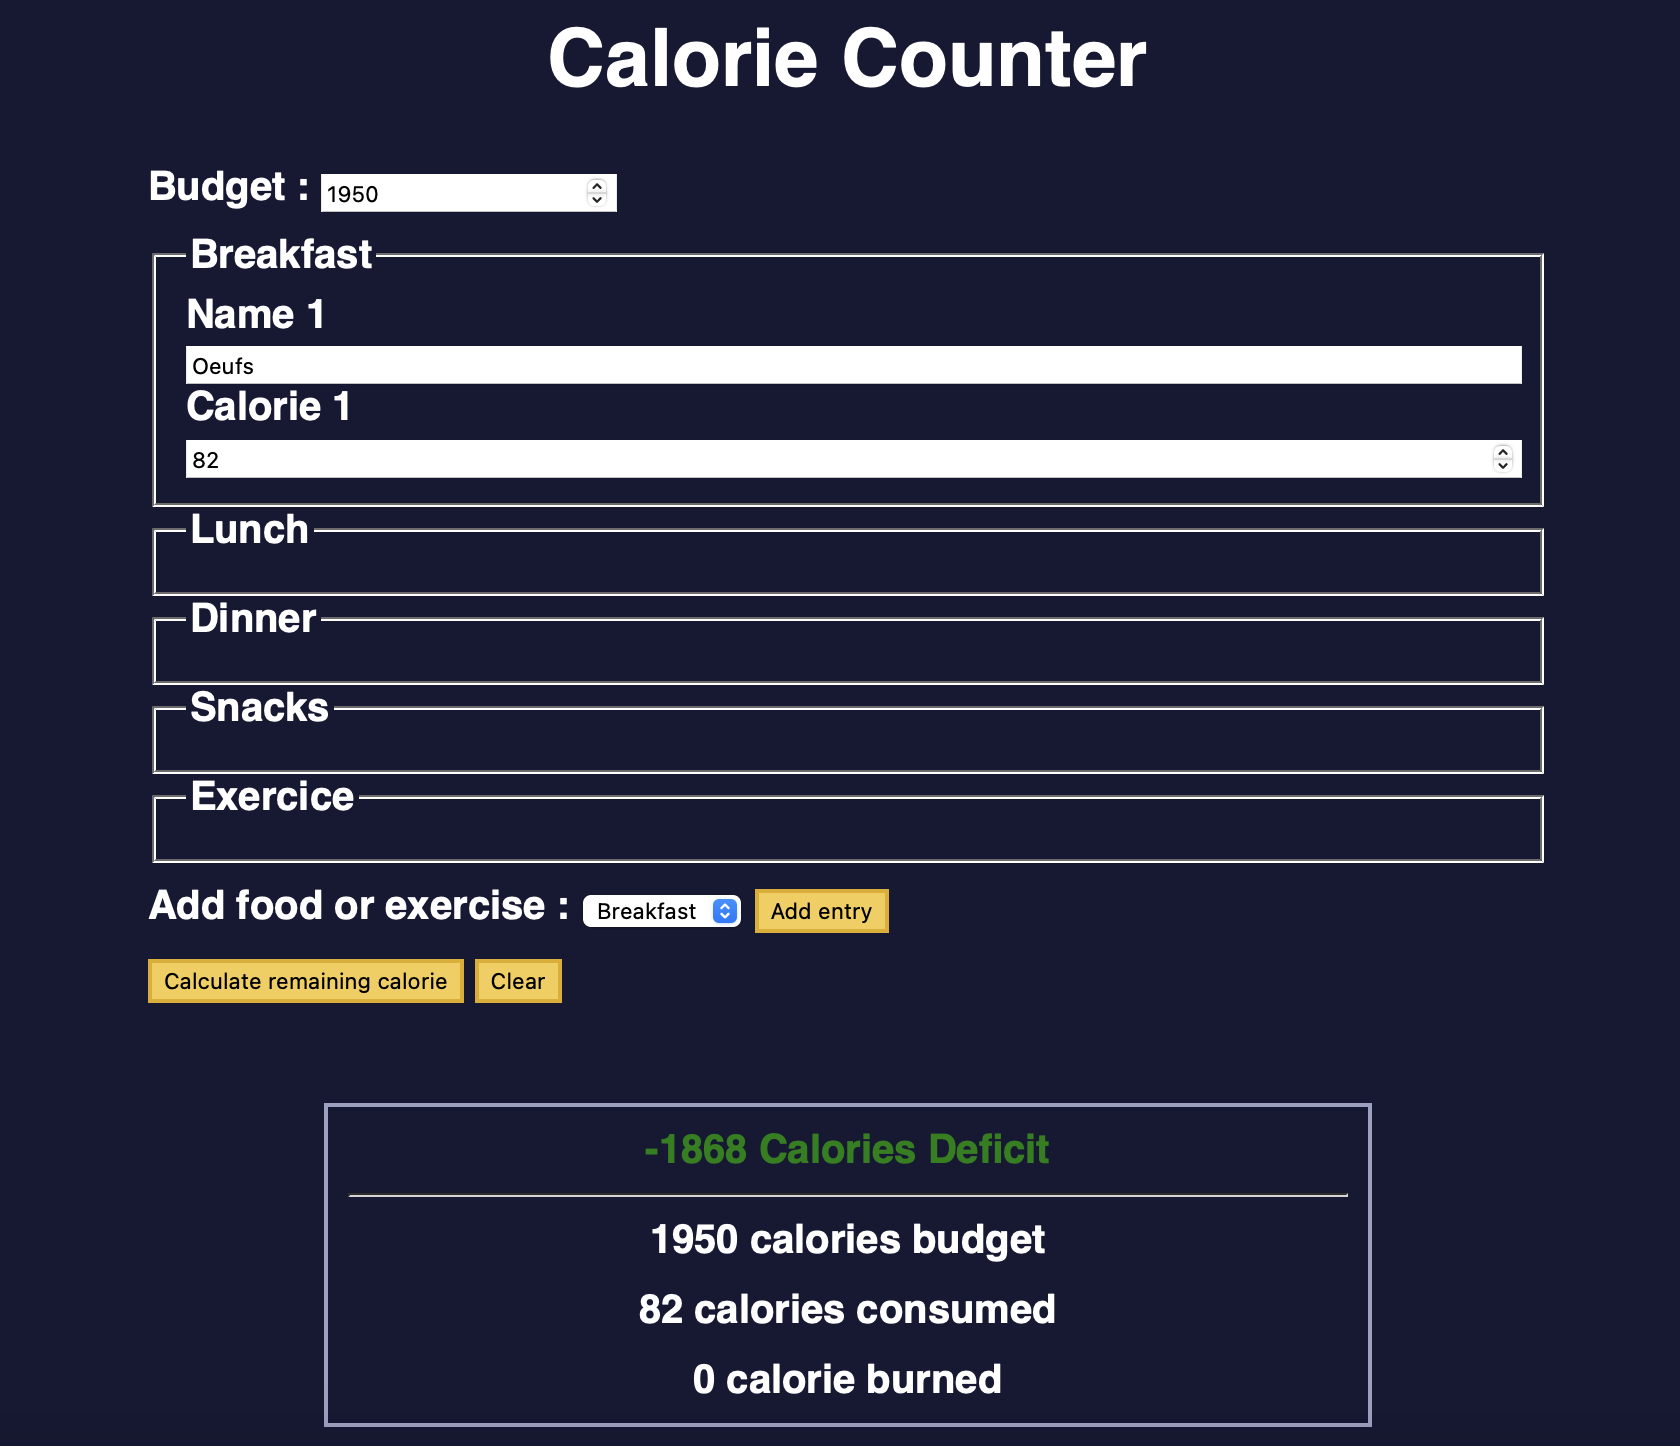 Calorie Counter
Budget : 1950
Breakfast
Name 1
Oeufs
Calorie 1
82
Lunch
Dinner
Snacks
Exercice
Add food or exercise : Breakfast Add entry
Calculate remaining calorie Clear
-1868 Calories Deficit
1950 calories budget
82 calories consumed
0 calorie burned